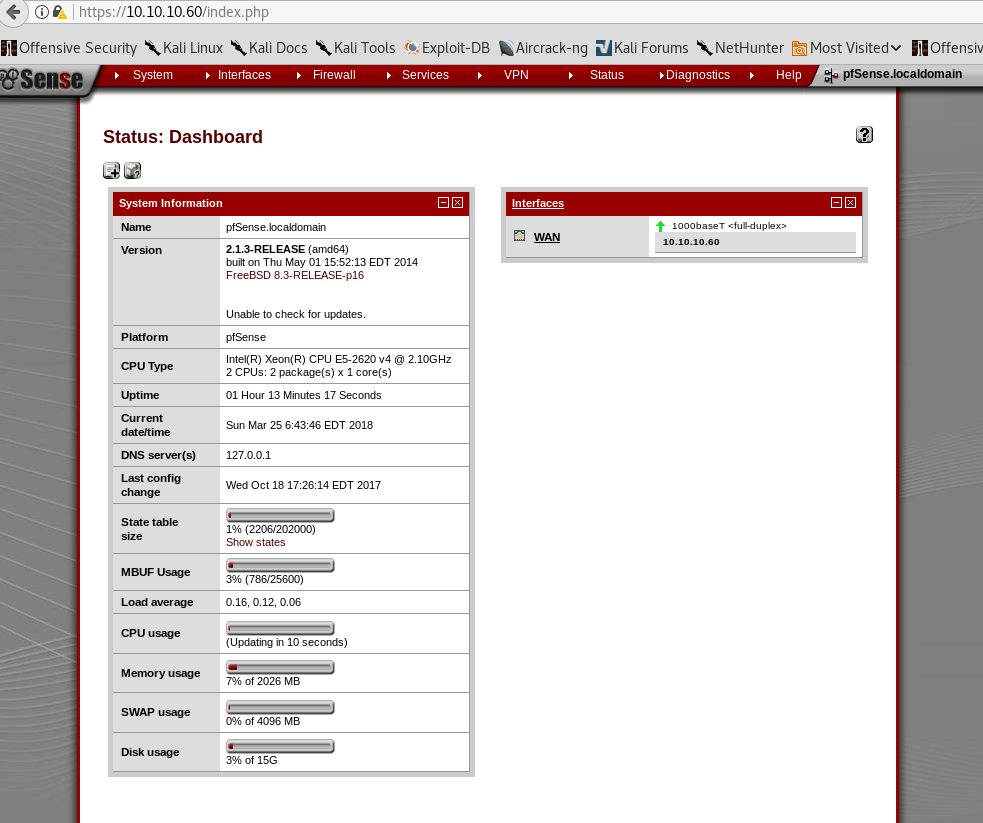 https://10.10.10.60/index.php
Offensive Security Kali Linux Kali Docs Kali Tools Exploit-DB Aircrack-ng Kali Forums NetHunter Most Visited Offensiv
Sense System Interfaces Firewall Services VPN Status Diagnostics Help pfSense.localdomain
Status: Dashboard
?
System Information
Name pfSense.localdomain
Version 2.1.3-RELEASE (amd64)
built on Thu May 01 15:52:13 EDT 2014
FreeBSD 8.3-RELEASE-p16
Unable to check for updates.
Platform pfSense
CPU Type Intel(R) Xeon(R) CPU E5-2620 v4 @ 2.10GHz
2 CPUs: 2 package(s) x 1 core(s)
Uptime 01 Hour 13 Minutes 17 Seconds
Current
date/time Sun Mar 25 6:43:46 EDT 2018
DNS server(s) 127.0.0.1
Last config
change Wed Oct 18 17:26:14 EDT 2017
State table
size
1% (2206/202000)
Show states
MBUF Usage
3% (786/25600)
Load average 0.16, 0.12, 0.06
CPU usage
(Updating in 10 seconds)
Memory usage
7% of 2026 MB
SWAP usage
0% of 4096 MB
Disk usage
3% of 15G
Interfaces
WAN
1000baseT <full-duplex>
10.10.10.60